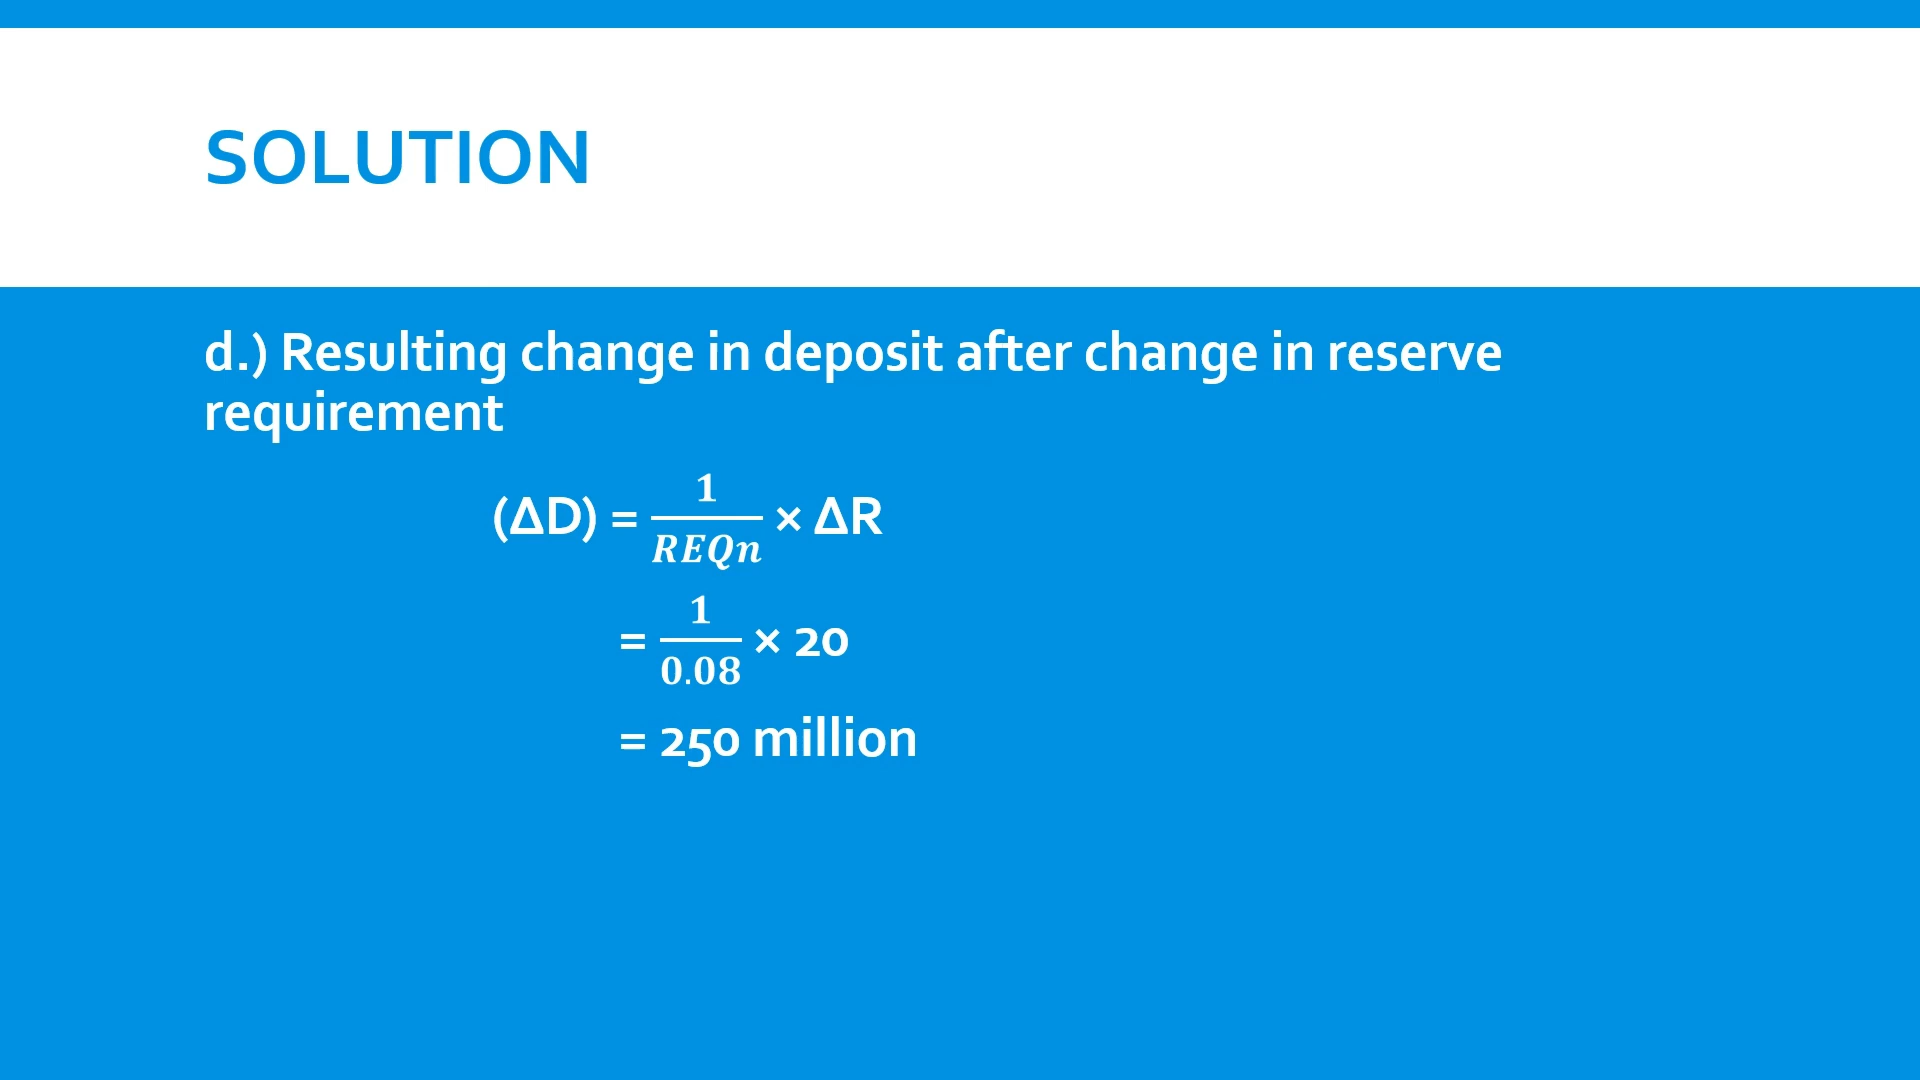 SOLUTION
d.) Resulting change in deposit after change in reserve
requirement
(ΔD) = 1/REQn × ΔR
= 1/0.08 × 20
= 250 million